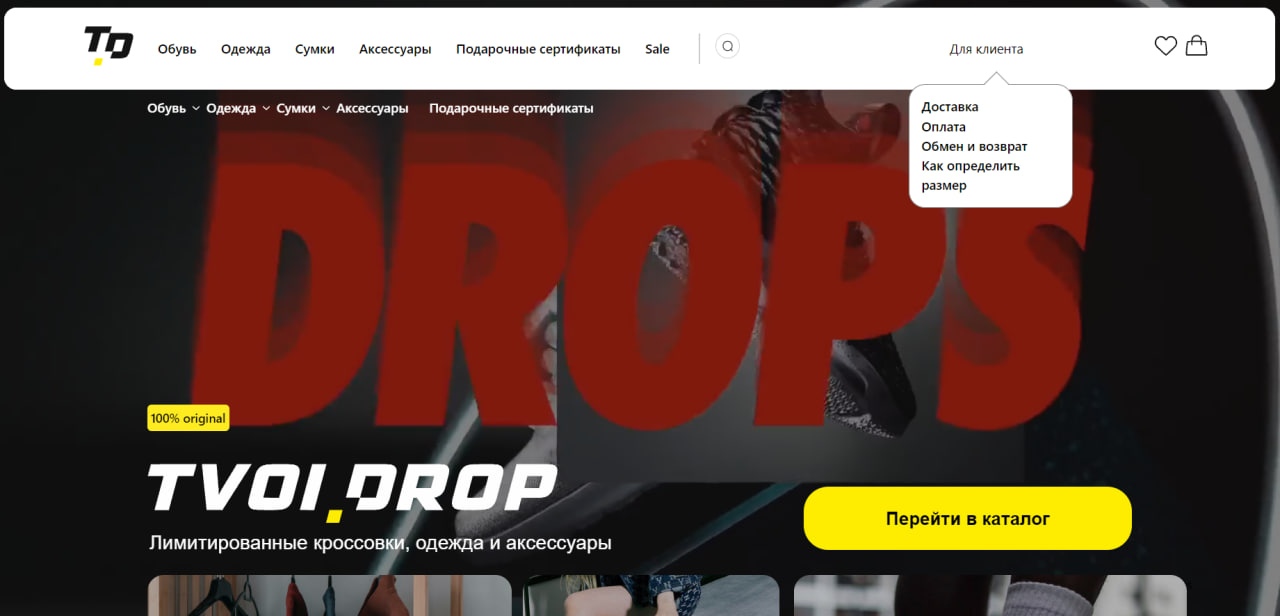 TD
Обувь Одежда Сумки Аксессуары Подарочные сертификаты Sale Для клиента
Обувь Одежда Сумки Аксессуары Подарочные сертификаты
Доставка
Оплата
Обмен и возврат
Как определить
размер
DROPS
100% original
TVOI DROP
Лимитированные кроссовки, одежда и аксессуары
Перейти в каталог